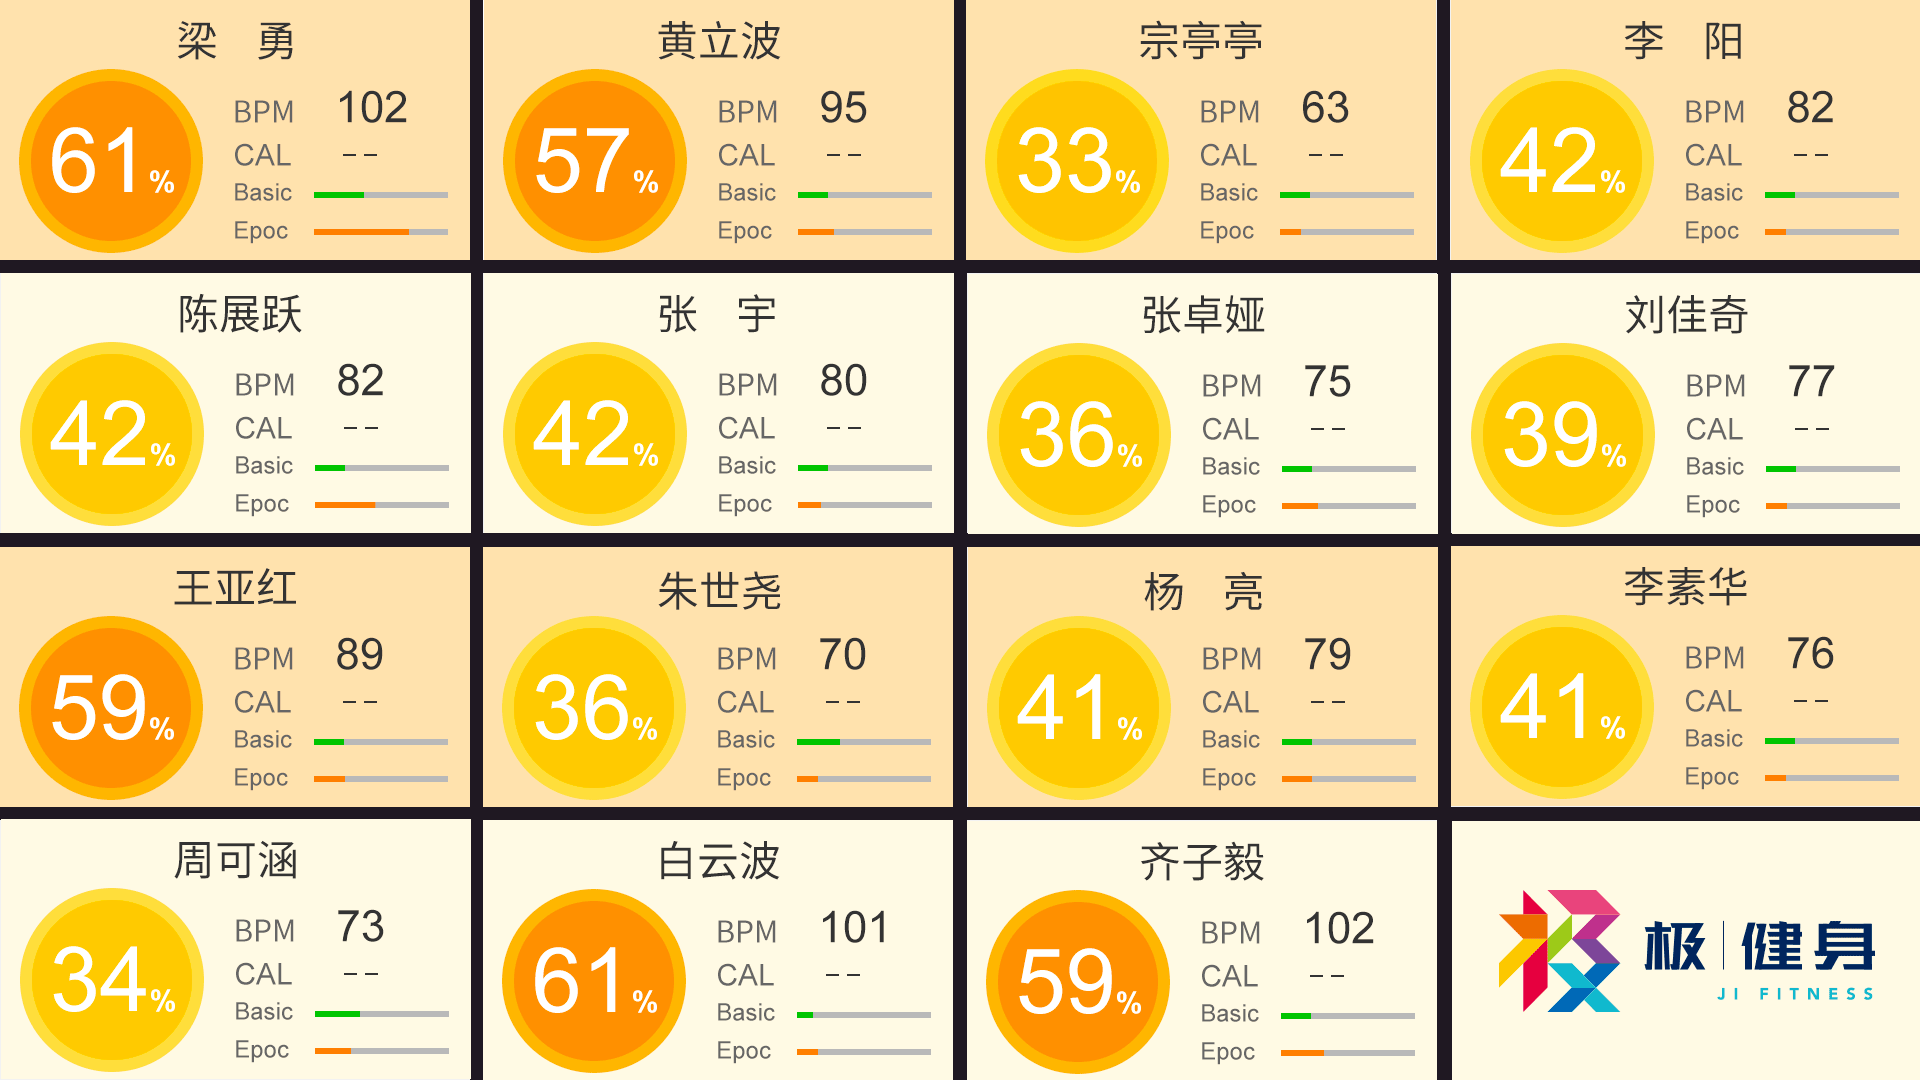 梁 勇
61%
BPM 102
CAL --
Basic
Epoc
黄立波
57%
BPM 95
CAL --
Basic
Epoc
宗亭亭
33%
BPM 63
CAL --
Basic
Epoc
李 阳
42%
BPM 82
CAL --
Basic
Epoc
陈展跃
42%
BPM 82
CAL --
Basic
Epoc
张 宇
42%
BPM 80
CAL --
Basic
Epoc
张卓娅
36%
BPM 75
CAL --
Basic
Epoc
刘佳奇
39%
BPM 77
CAL --
Basic
Epoc
王亚红
59%
BPM 89
CAL --
Basic
Epoc
朱世尧
36%
BPM 70
CAL --
Basic
Epoc
杨 亮
41%
BPM 79
CAL --
Basic
Epoc
李素华
41%
BPM 76
CAL --
Basic
Epoc
周可涵
34%
BPM 73
CAL --
Basic
Epoc
白云波
61%
BPM 101
CAL --
Basic
Epoc
齐子毅
59%
BPM 102
CAL --
Basic
Epoc
极|健身
JI FITNESS